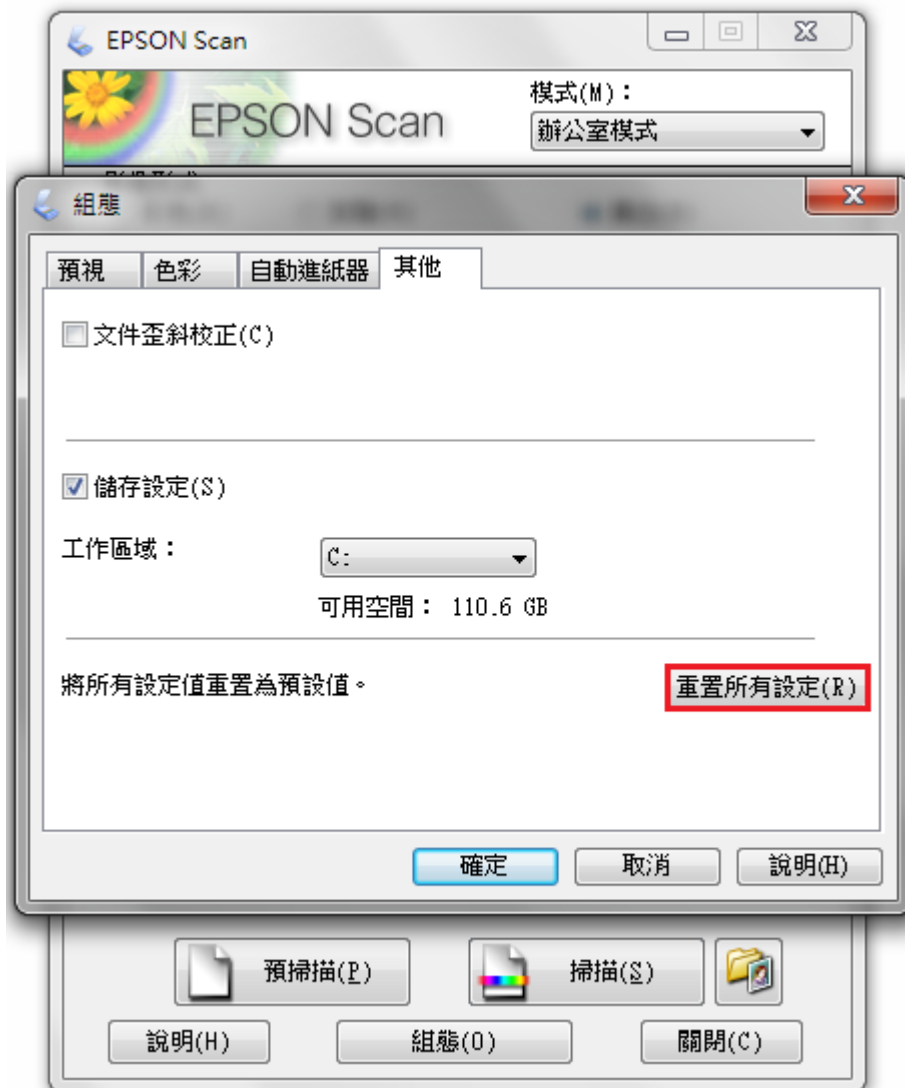 EPSON Scan
EPSON Scan
模式(M)：
辦公室模式
組態
預視 色彩 自動進紙器 其他
文件歪斜校正(C)
儲存設定(S)
工作區域： C:
可用空間： 110.6 GB
將所有設定值重置為預設值。 重置所有設定(R)
確定 取消 說明(H)
預掃描(P) 掃描(S)
說明(H) 組態(O) 關閉(C)